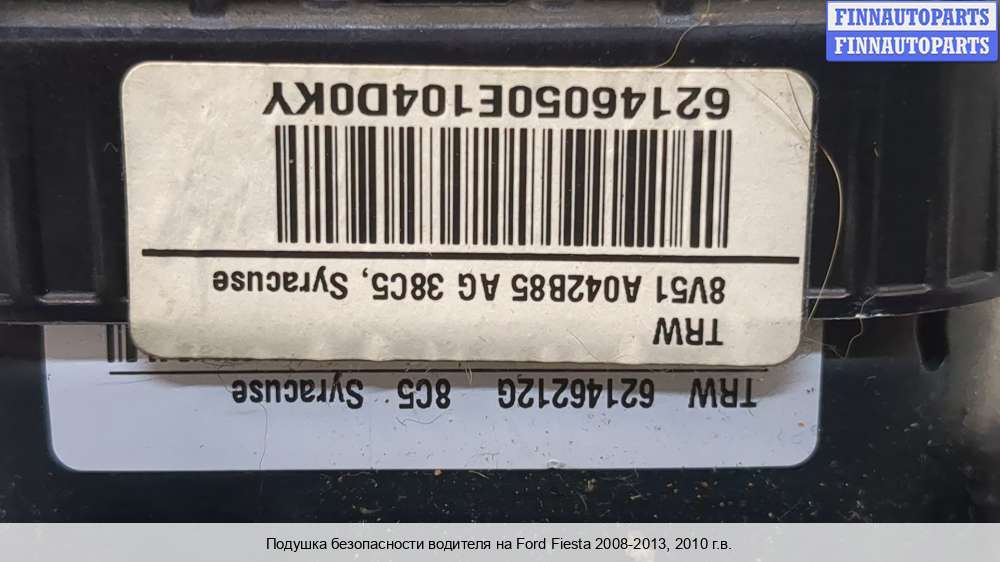 FINNAUTOPARTS
FINNAUTOPARTS
TRW
8V51 A042B85 AG 38C5, Syracuse
62146050E104D0KY
TRW 62146212G 8C5 Syracuse
Подушка безопасности водителя на Ford Fiesta 2008-2013, 2010 г.в.